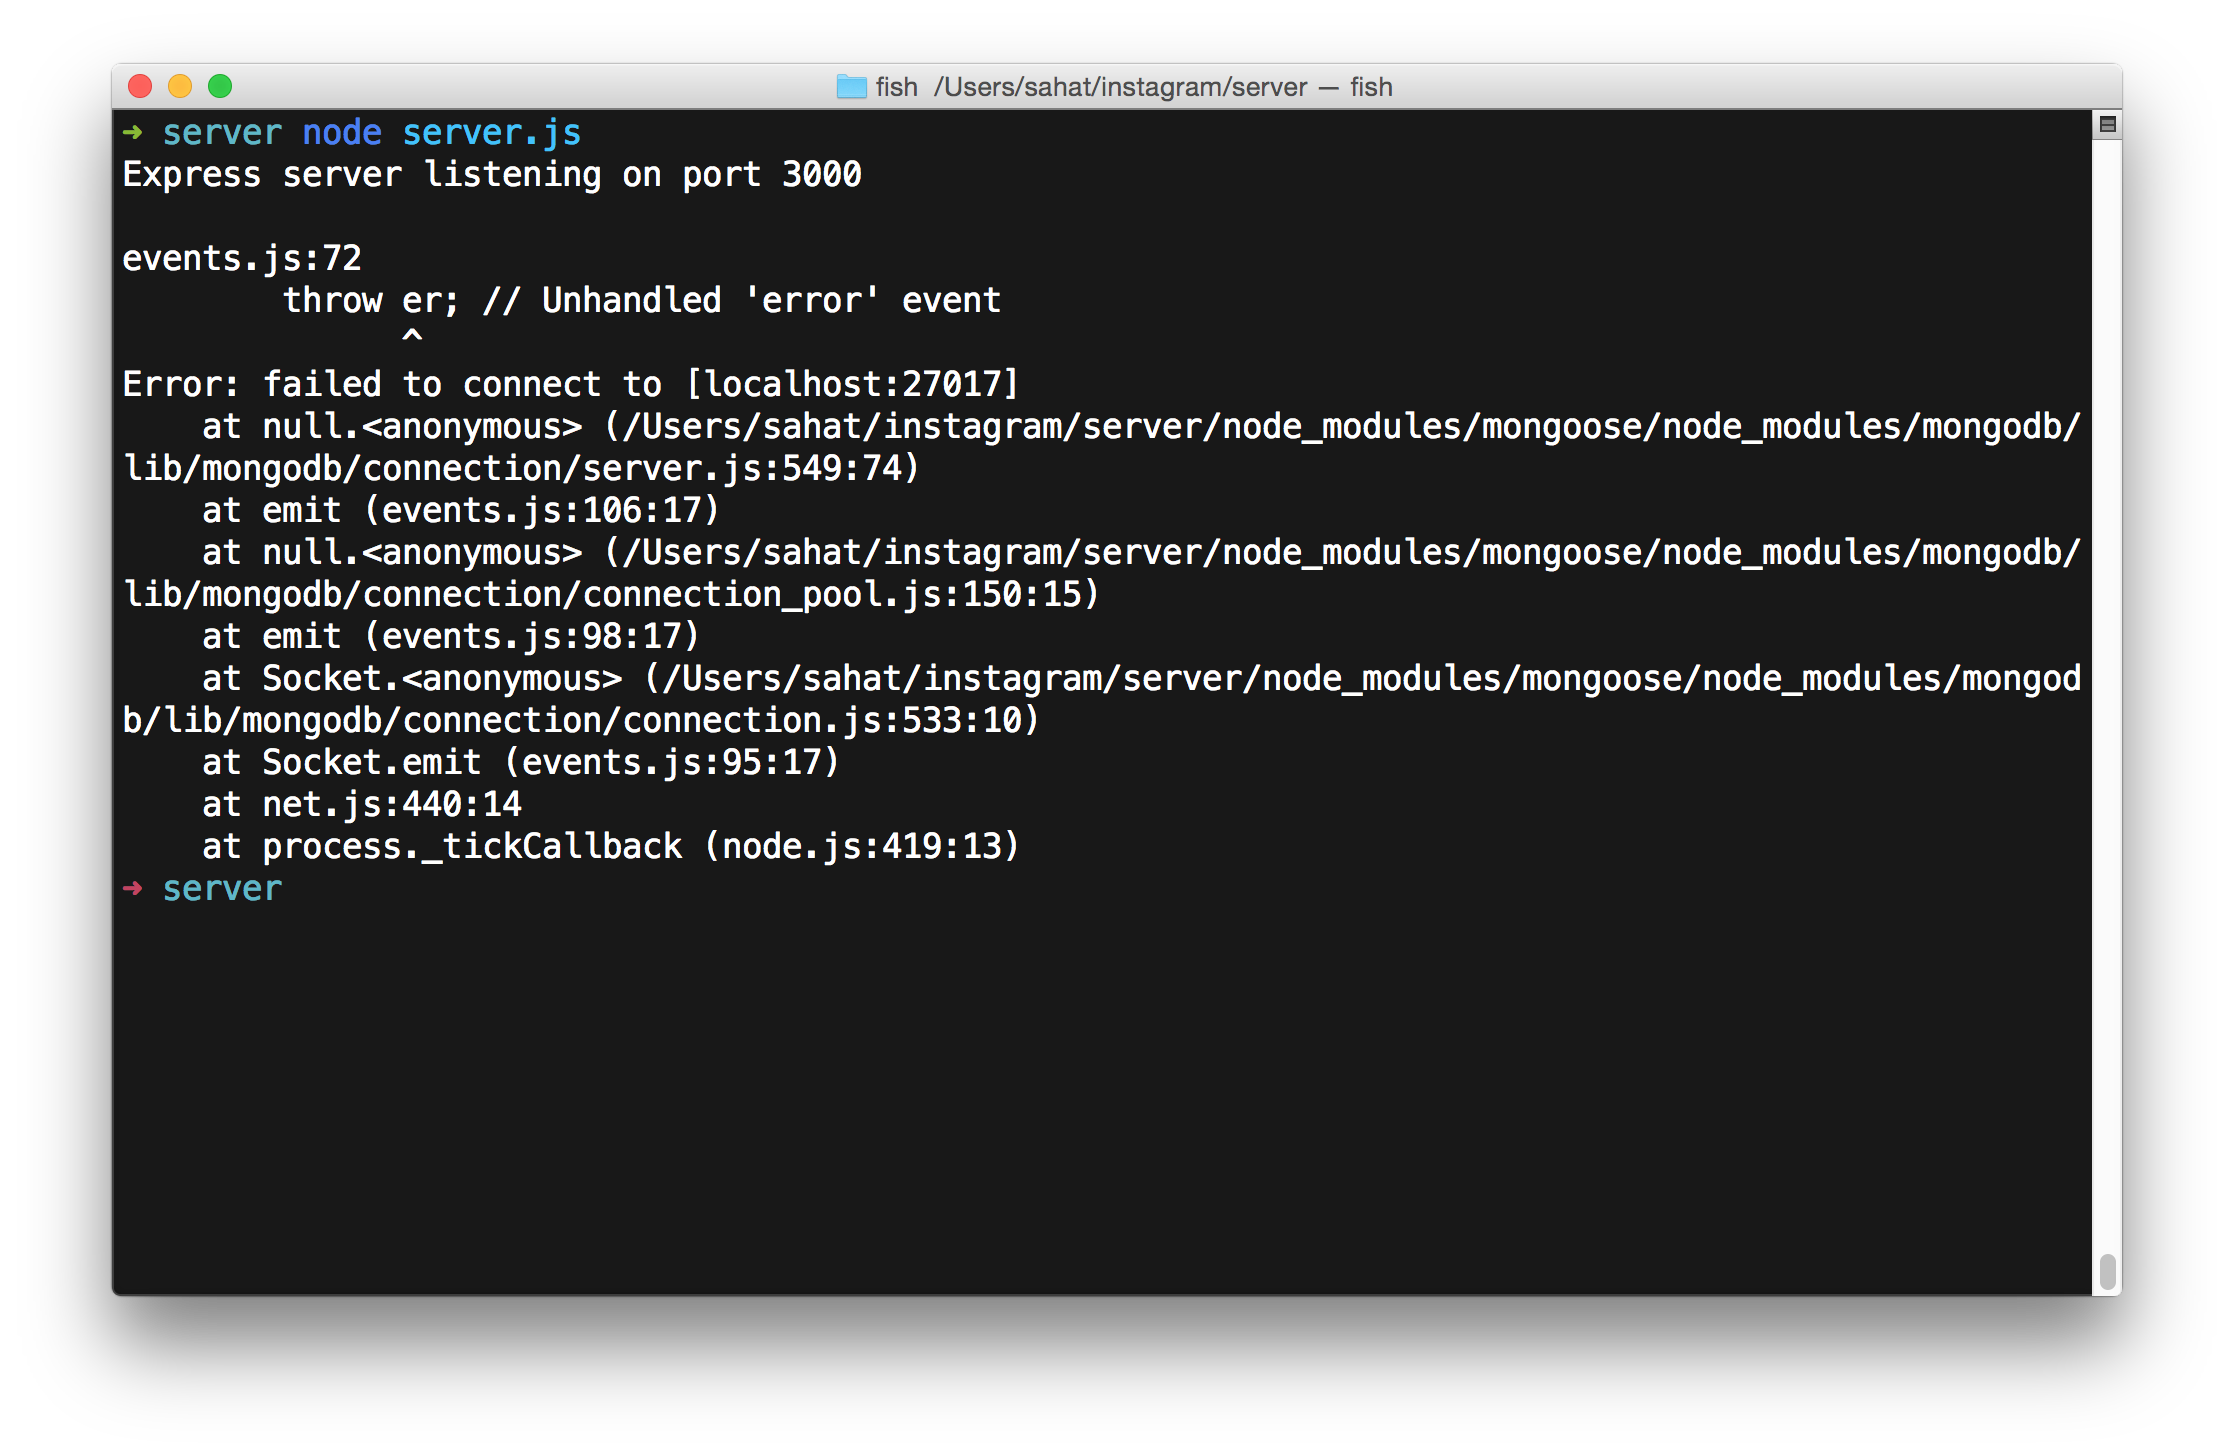 fish  /Users/sahat/instagram/server — fish
➜ server node server.js
Express server listening on port 3000
events.js:72
        throw er; // Unhandled 'error' event
              ^
Error: failed to connect to [localhost:27017]
    at null.<anonymous> (/Users/sahat/instagram/server/node_modules/mongoose/node_modules/mongodb/
lib/mongodb/connection/server.js:549:74)
    at emit (events.js:106:17)
    at null.<anonymous> (/Users/sahat/instagram/server/node_modules/mongoose/node_modules/mongodb/
lib/mongodb/connection/connection_pool.js:150:15)
    at emit (events.js:98:17)
    at Socket.<anonymous> (/Users/sahat/instagram/server/node_modules/mongoose/node_modules/mongod
b/lib/mongodb/connection/connection.js:533:10)
    at Socket.emit (events.js:95:17)
    at net.js:440:14
    at process._tickCallback (node.js:419:13)
➜ server